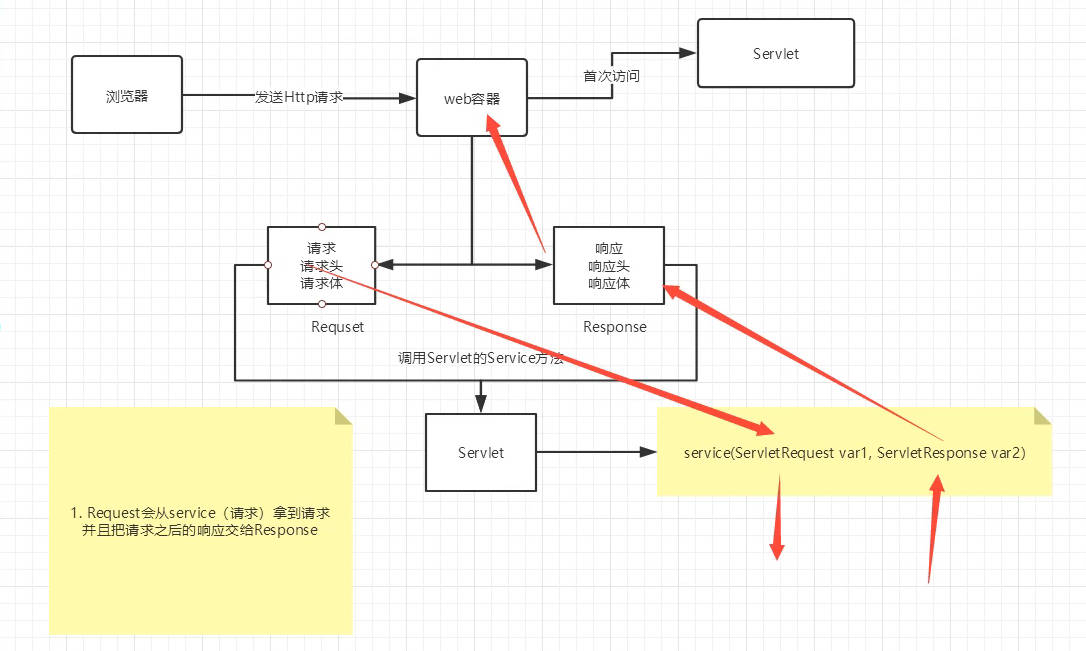 浏览器
发送Http请求
web容器
首次访问
Servlet
请求
请求头
请求体
Requset
响应
响应头
响应体
Response
调用Servlet的Service方法
Servlet
service(ServletRequest var1, ServletResponse var2)
1. Request会从service（请求）拿到请求
并且把请求之后的响应交给Response